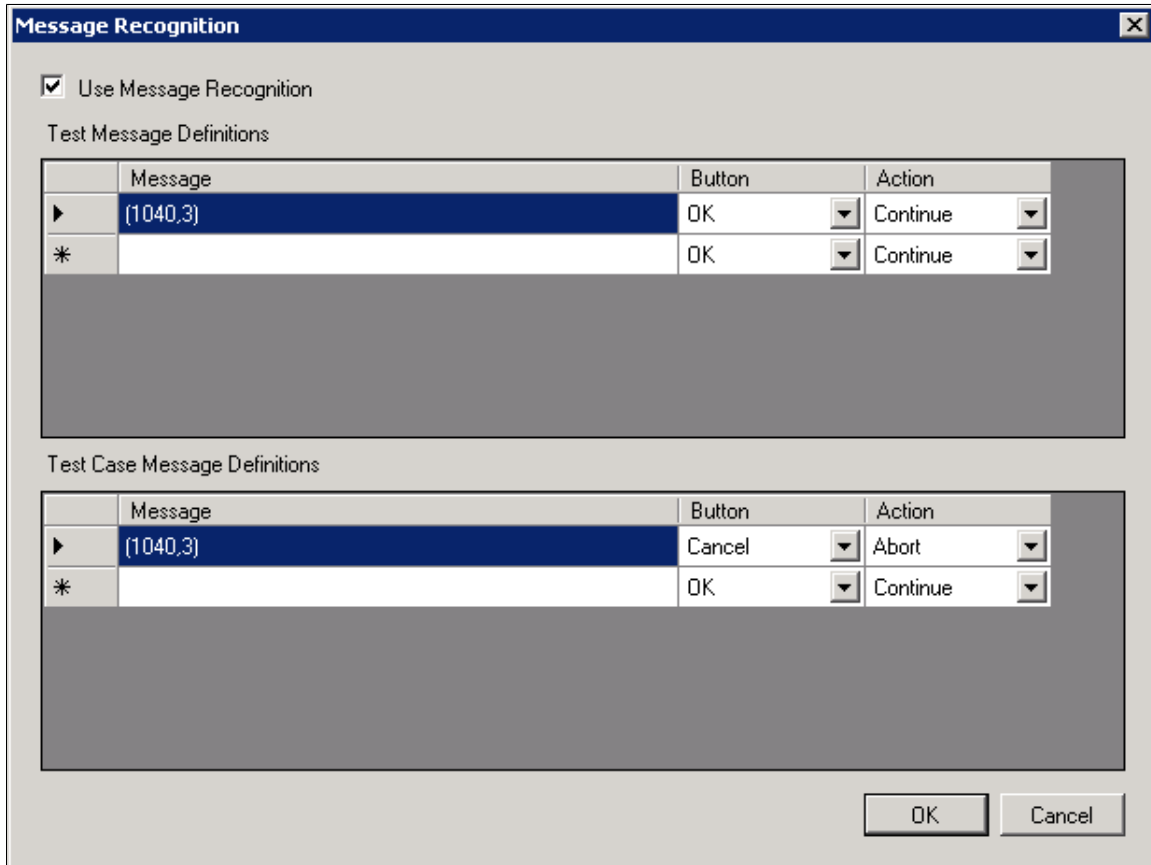 Message Recognition
Use Message Recognition
Test Message Definitions
Message Button Action
(1040,3) OK Continue
OK Continue
Test Case Message Definitions
Message Button Action
(1040,3) Cancel Abort
OK Continue
OK Cancel